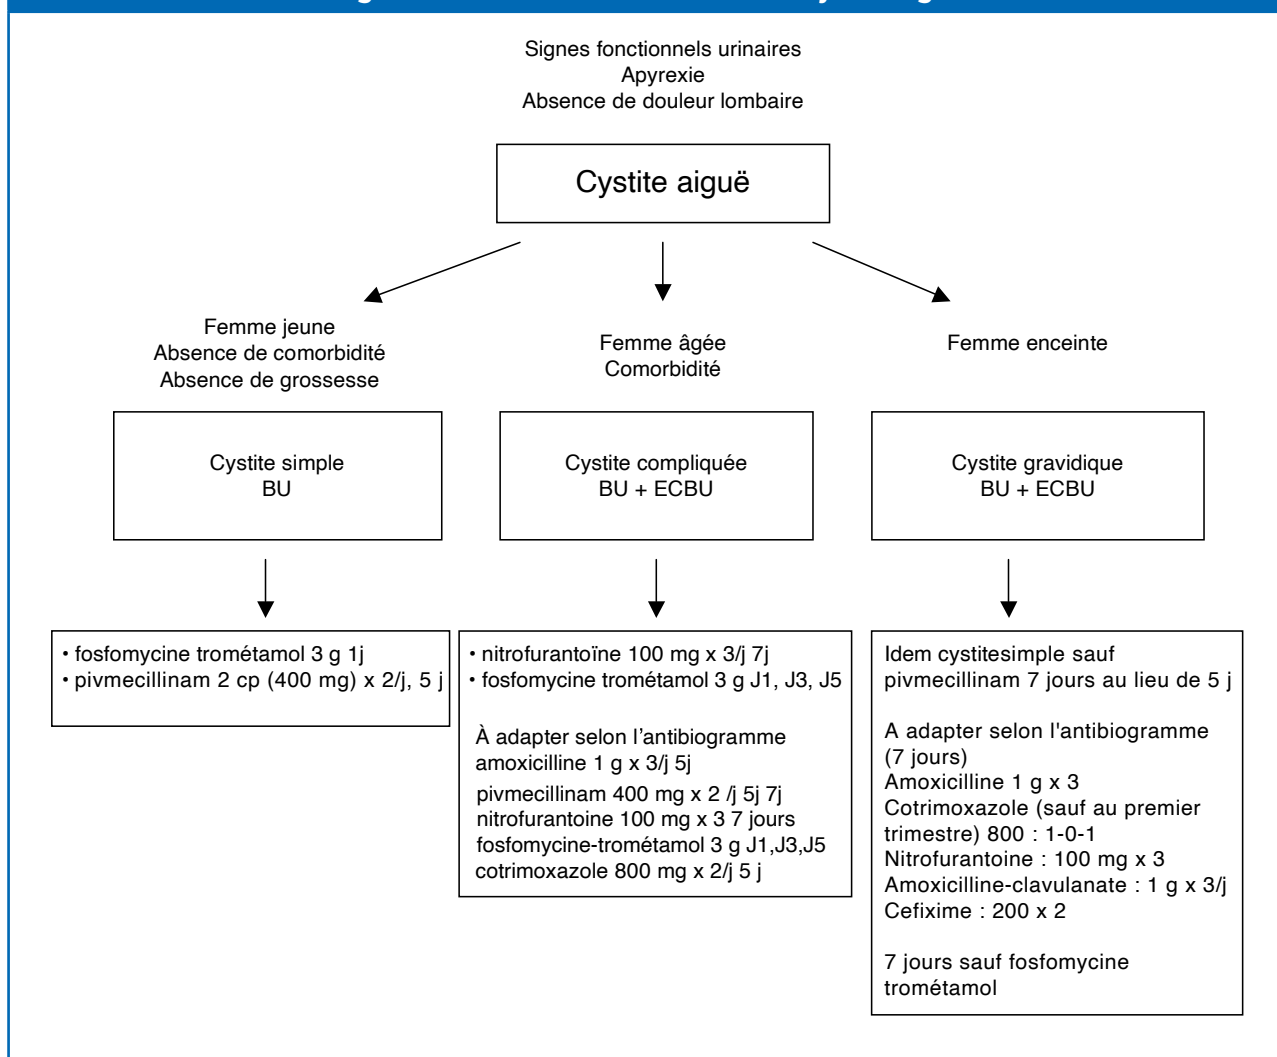 Signes fonctionnels urinaires
Apyrexie
Absence de douleur lombaire
Cystite aiguë
Femme jeune
Absence de comorbidité
Absence de grossesse
Femme âgée
Comorbidité
Femme enceinte
Cystite simple
BU
Cystite compliquée
BU + ECBU
Cystite gravidique
BU + ECBU
• fosfomycine trométamol 3 g 1j
• pivmecillinam 2 cp (400 mg) x 2/j, 5 j
• nitrofurantoïne 100 mg x 3/j 7j
• fosfomycine trométamol 3 g J1, J3, J5
À adapter selon l’antibiogramme
amoxicilline 1 g x 3/j 5j
pivmecillinam 400 mg x 2 /j 5j 7j
nitrofurantoine 100 mg x 3 7 jours
fosfomycine-trométamol 3 g J1,J3,J5
cotrimoxazole 800 mg x 2/j 5 j
Idem cystitesimple sauf
pivmecillinam 7 jours au lieu de 5 j
A adapter selon l'antibiogramme
(7 jours)
Amoxicilline 1 g x 3
Cotrimoxazole (sauf au premier
trimestre) 800 : 1-0-1
Nitrofurantoine : 100 mg x 3
Amoxicilline-clavulanate : 1 g x 3/j
Cefixime : 200 x 2
7 jours sauf fosfomycine
trométamol